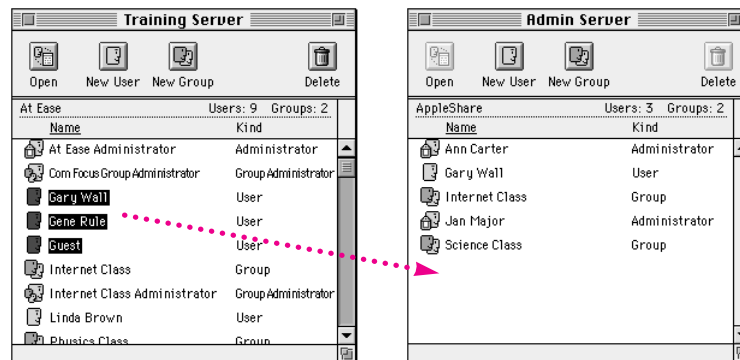 Training Server
Open New User New Group Delete
At Ease Users: 9 Groups: 2
Name Kind
At Ease Administrator Administrator
Com Focus Group Administrator Group Administrator
Gary Wall User
Gene Rule User
Guest User
Internet Class Group
Internet Class Administrator Group Administrator
Linda Brown User
Physics Class Group
Admin Server
Open New User New Group Delete
AppleShare Users: 3 Groups: 2
Name Kind
Ann Carter Administrator
Gary Wall User
Internet Class Group
Jan Major Administrator
Science Class Group